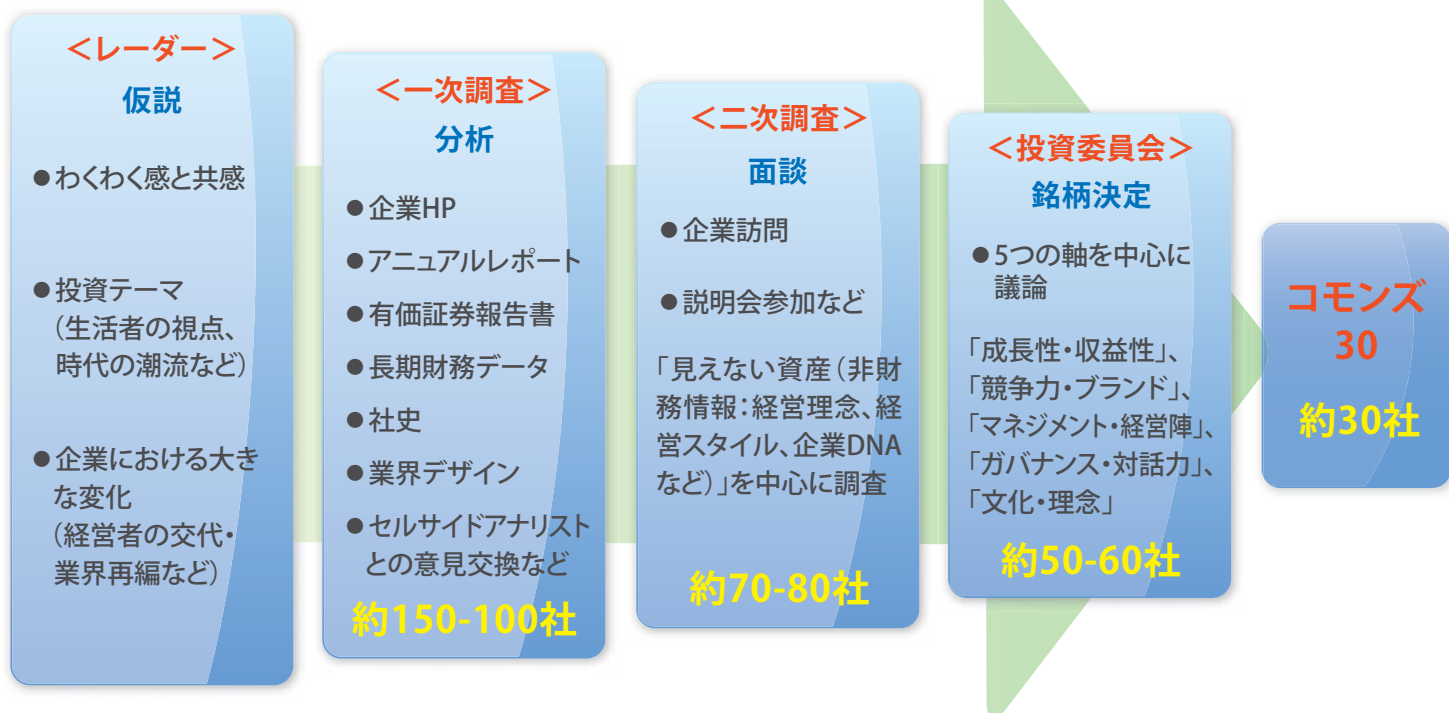 ＜レーダー＞
仮説
●わくわく感と共感
●投資テーマ
（生活者の視点、
時代の潮流など）
●企業における大き
な変化
（経営者の交代・
業界再編など）
＜一次調査＞
分析
●企業HP
●アニュアルレポート
●有価証券報告書
●長期財務データ
●社史
●業界デザイン
●セルサイドアナリスト
との意見交換など
約150-100社
＜二次調査＞
面談
●企業訪問
●説明会参加など
「見えない資産（非財
務情報：経営理念、経
営スタイル、企業DNA
など）」を中心に調査
約70-80社
＜投資委員会＞
銘柄決定
●5つの軸を中心に
議論
「成長性・収益性」、
「競争力・ブランド」、
「マネジメント・経営陣」、
「ガバナンス・対話力」、
「文化・理念」
約50-60社
コモンズ
30
約30社